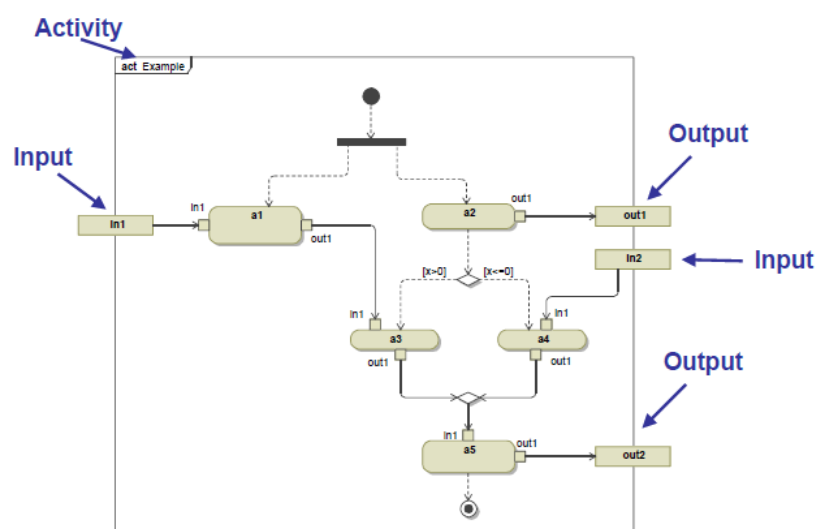 Activity
act Example
Output
Input
in1
a1
a2
out1
in1
out1
out1
in2
Input
[x>0]
[x<=0]
in1
in1
a3
a4
out1
out1
Output
in1
out1
a5
out2